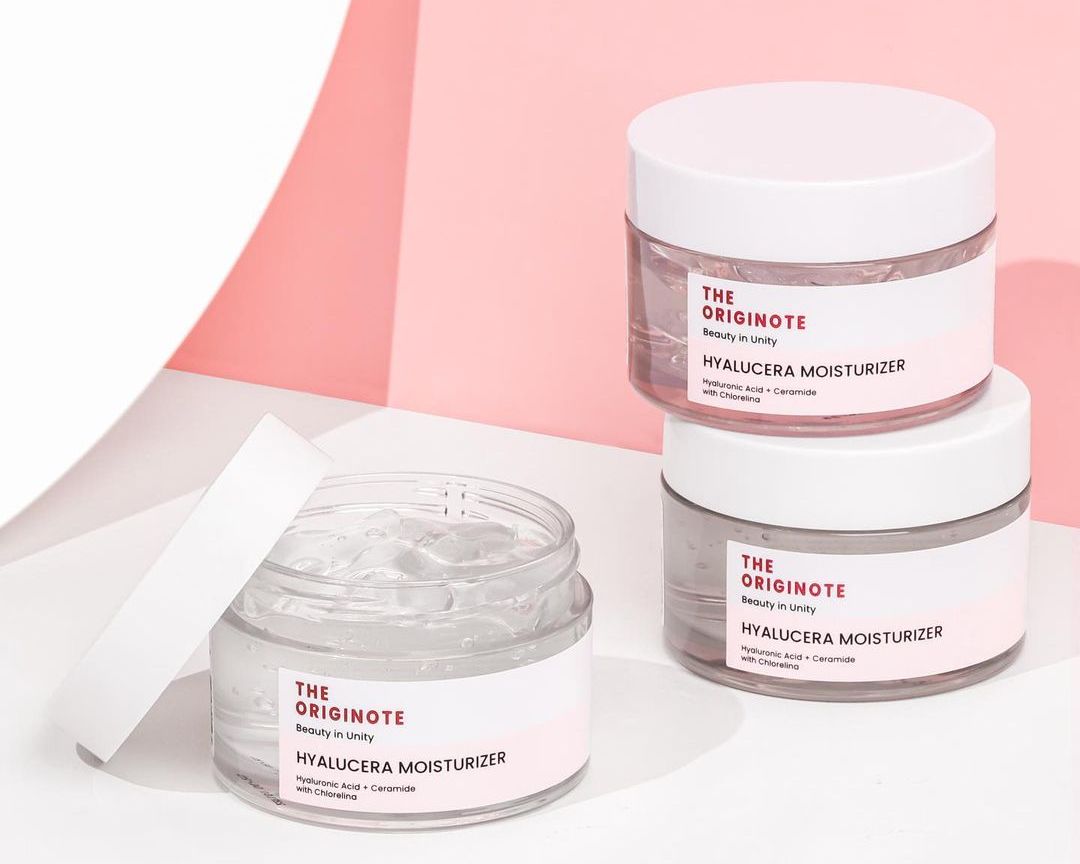 THE
ORIGINOTE
Beauty in Unity
HYALUCERA MOISTURIZER
Hyaluronic Acid + Ceramide
with Chlorelina
THE
ORIGINOTE
Beauty in Unity
HYALUCERA MOISTURIZER
Hyaluronic Acid + Ceramide
with Chlorelina
THE
ORIGINOTE
Beauty in Unity
HYALUCERA MOISTURIZER
Hyaluronic Acid + Ceramide
with Chlorelina